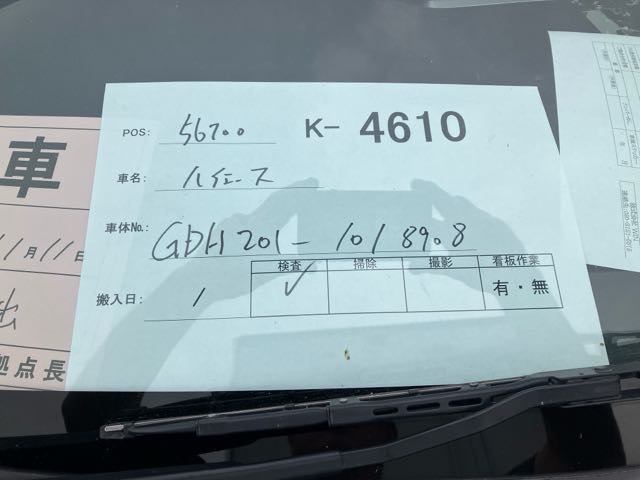 POS: 56700 K- 4610
車名: ハイエース
車体No.: GDH201-1018908
検査 掃除 撮影 看板作業
搬入日: 1 ✓ 有・無
車
11月11日
拠点長